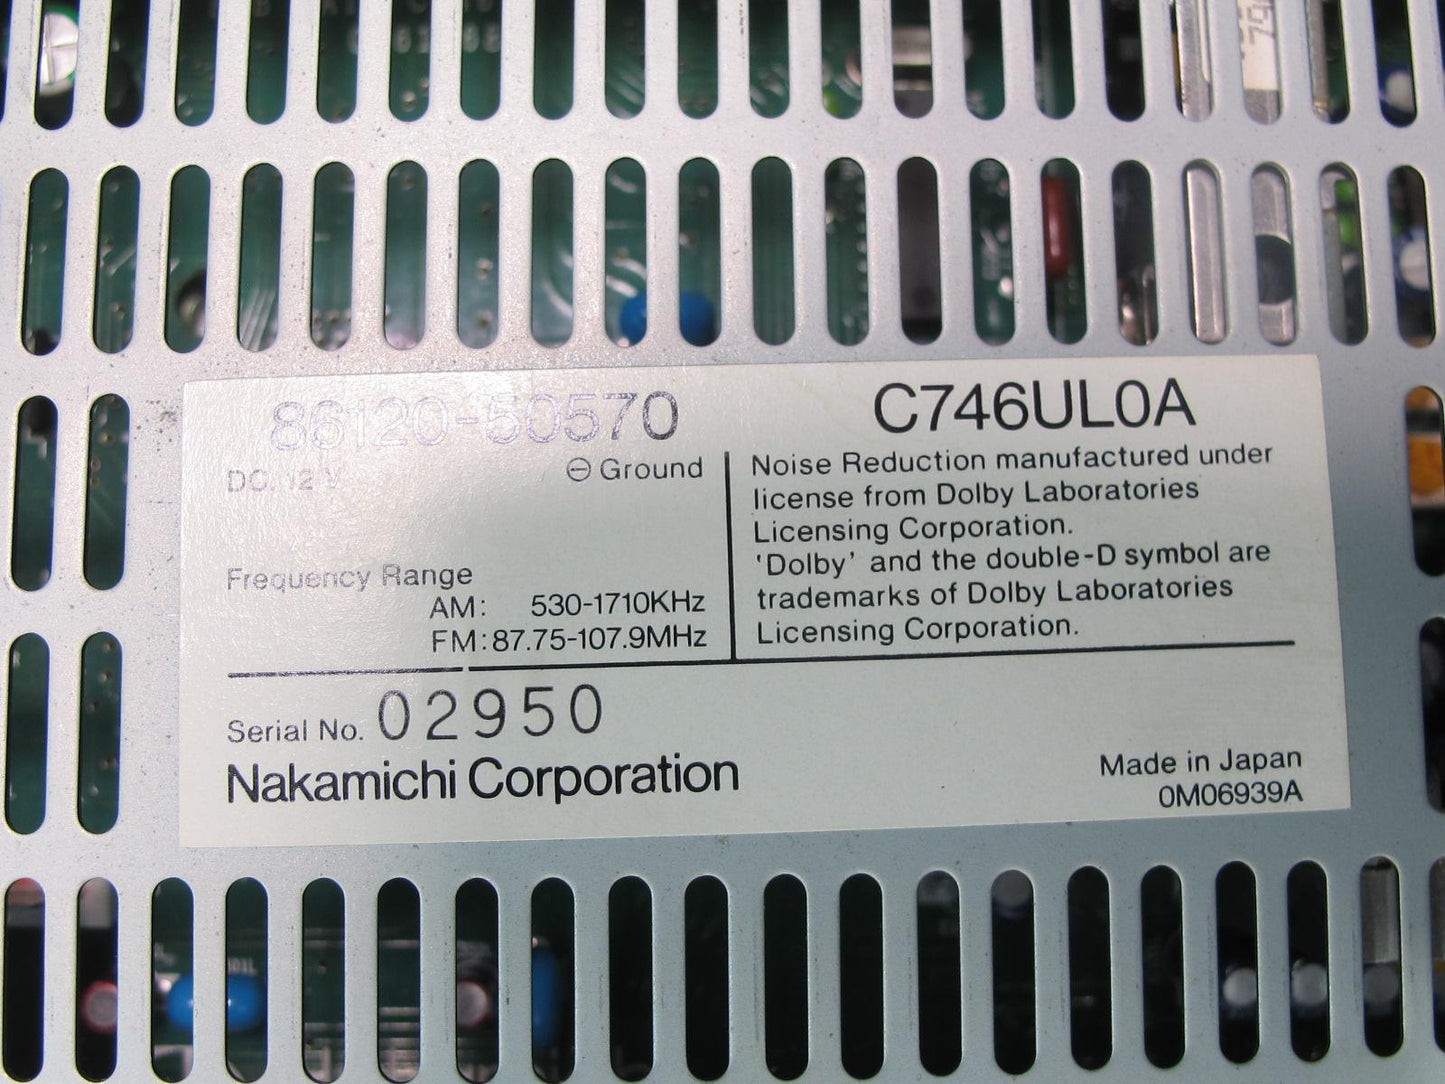 86120-50570
C746UL0A
DC. 12 V ⊖ Ground
Noise Reduction manufactured under
license from Dolby Laboratories
Licensing Corporation.
'Dolby' and the double-D symbol are
trademarks of Dolby Laboratories
Licensing Corporation.
Frequency Range
AM: 530-1710KHz
FM: 87.75-107.9MHz
Serial No. 02950
Nakamichi Corporation
Made in Japan
0M06939A